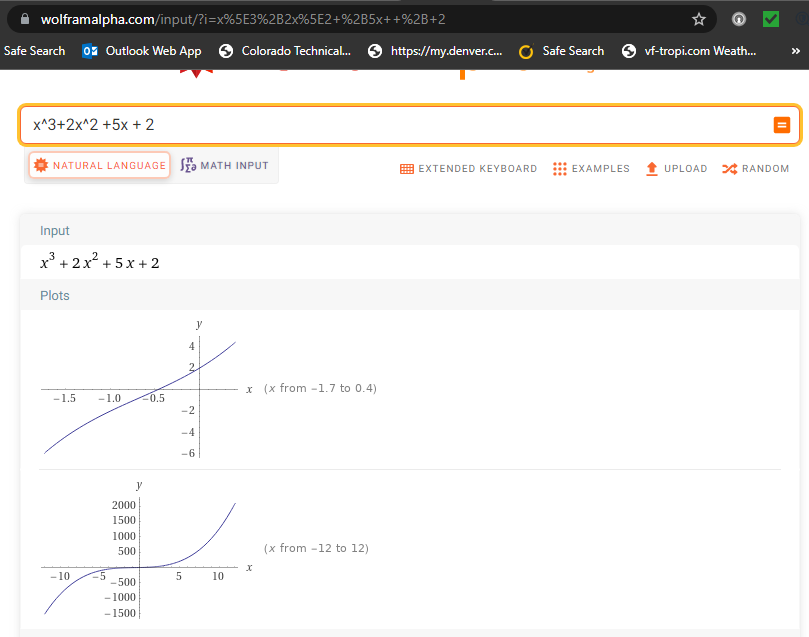 wolframalpha.com/input/?i=x%5E3%2B2x%5E2+%2B5x++%2B+2
Safe Search Outlook Web App Colorado Technical... https://my.denver.c... Safe Search vf-tropi.com Weath... »
x^3+2x^2 +5x + 2
NATURAL LANGUAGE MATH INPUT EXTENDED KEYBOARD EXAMPLES UPLOAD RANDOM
Input
x³ + 2 x² + 5 x + 2
Plots
y
4
2
x (x from −1.7 to 0.4)
−1.5 −1.0 −0.5
−2
−4
−6
y
2000
1500
1000
500
x (x from −12 to 12)
−10 −5 5 10
−500
−1000
−1500